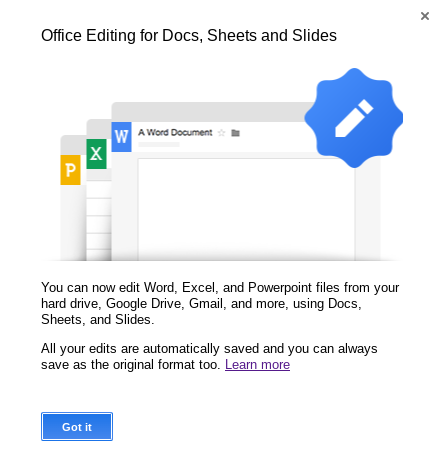 Office Editing for Docs, Sheets and Slides
W A Word Document
X
P
You can now edit Word, Excel, and Powerpoint files from your
hard drive, Google Drive, Gmail, and more, using Docs,
Sheets, and Slides.
All your edits are automatically saved and you can always
save as the original format too. Learn more
Got it